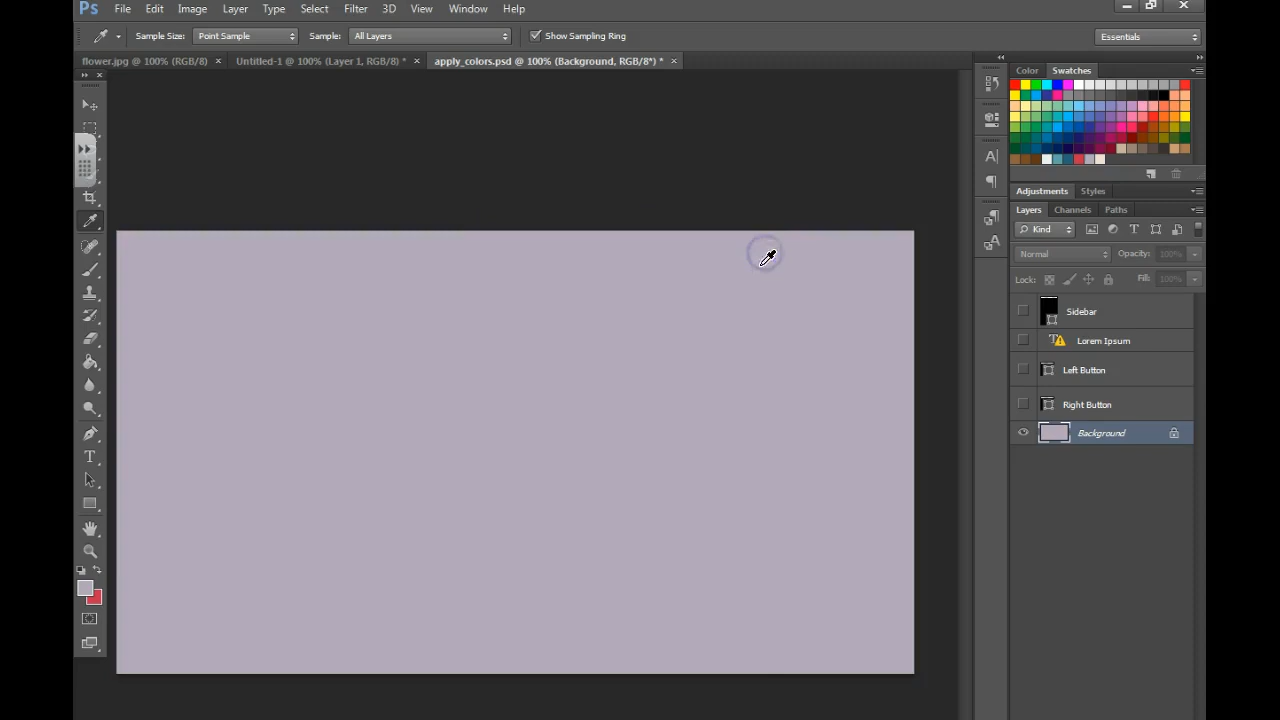 Ps File Edit Image Layer Type Select Filter 3D View Window Help
Sample Size: Point Sample Sample: All Layers Show Sampling Ring Essentials
flower.jpg @ 100% (RGB/8) × Untitled-1 @ 100% (Layer 1, RGB/8) * × apply_colors.psd @ 100% (Background, RGB/8*) * ×
Color Swatches
Adjustments Styles
Layers Channels Paths
Kind
Normal Opacity: 100%
Lock: Fill: 100%
Sidebar
Lorem Ipsum
Left Button
Right Button
Background